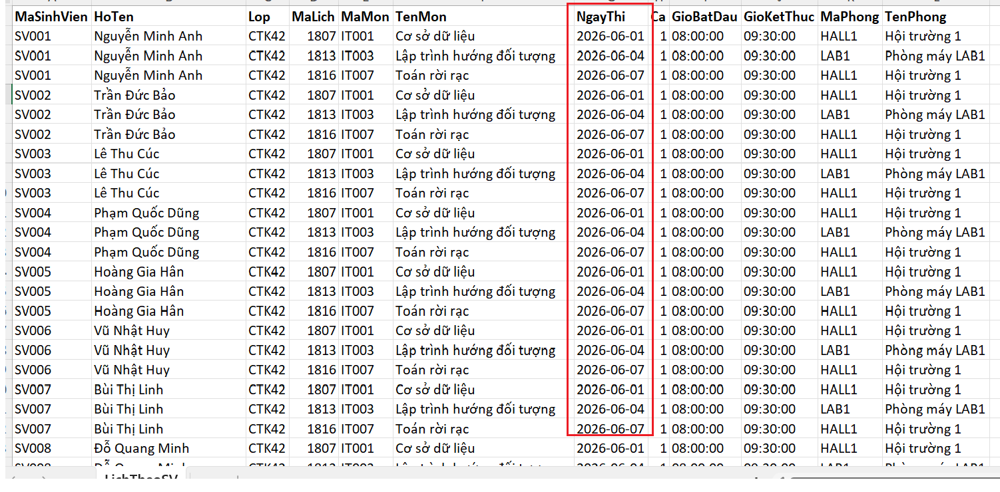 MaSinhVien HoTen Lop MaLich MaMon TenMon NgayThi Ca GioBatDau GioKetThuc MaPhong TenPhong
SV001 Nguyễn Minh Anh CTK42 1807 IT001 Cơ sở dữ liệu 2026-06-01 1 08:00:00 09:30:00 HALL1 Hội trường 1
SV001 Nguyễn Minh Anh CTK42 1813 IT003 Lập trình hướng đối tượng 2026-06-04 1 08:00:00 09:30:00 LAB1 Phòng máy LAB1
SV001 Nguyễn Minh Anh CTK42 1816 IT007 Toán rời rạc 2026-06-07 1 08:00:00 09:30:00 HALL1 Hội trường 1
SV002 Trần Đức Bảo CTK42 1807 IT001 Cơ sở dữ liệu 2026-06-01 1 08:00:00 09:30:00 HALL1 Hội trường 1
SV002 Trần Đức Bảo CTK42 1813 IT003 Lập trình hướng đối tượng 2026-06-04 1 08:00:00 09:30:00 LAB1 Phòng máy LAB1
SV002 Trần Đức Bảo CTK42 1816 IT007 Toán rời rạc 2026-06-07 1 08:00:00 09:30:00 HALL1 Hội trường 1
SV003 Lê Thu Cúc CTK42 1807 IT001 Cơ sở dữ liệu 2026-06-01 1 08:00:00 09:30:00 HALL1 Hội trường 1
SV003 Lê Thu Cúc CTK42 1813 IT003 Lập trình hướng đối tượng 2026-06-04 1 08:00:00 09:30:00 LAB1 Phòng máy LAB1
SV003 Lê Thu Cúc CTK42 1816 IT007 Toán rời rạc 2026-06-07 1 08:00:00 09:30:00 HALL1 Hội trường 1
SV004 Phạm Quốc Dũng CTK42 1807 IT001 Cơ sở dữ liệu 2026-06-01 1 08:00:00 09:30:00 HALL1 Hội trường 1
SV004 Phạm Quốc Dũng CTK42 1813 IT003 Lập trình hướng đối tượng 2026-06-04 1 08:00:00 09:30:00 LAB1 Phòng máy LAB1
SV004 Phạm Quốc Dũng CTK42 1816 IT007 Toán rời rạc 2026-06-07 1 08:00:00 09:30:00 HALL1 Hội trường 1
SV005 Hoàng Gia Hân CTK42 1807 IT001 Cơ sở dữ liệu 2026-06-01 1 08:00:00 09:30:00 HALL1 Hội trường 1
SV005 Hoàng Gia Hân CTK42 1813 IT003 Lập trình hướng đối tượng 2026-06-04 1 08:00:00 09:30:00 LAB1 Phòng máy LAB1
SV005 Hoàng Gia Hân CTK42 1816 IT007 Toán rời rạc 2026-06-07 1 08:00:00 09:30:00 HALL1 Hội trường 1
SV006 Vũ Nhật Huy CTK42 1807 IT001 Cơ sở dữ liệu 2026-06-01 1 08:00:00 09:30:00 HALL1 Hội trường 1
SV006 Vũ Nhật Huy CTK42 1813 IT003 Lập trình hướng đối tượng 2026-06-04 1 08:00:00 09:30:00 LAB1 Phòng máy LAB1
SV006 Vũ Nhật Huy CTK42 1816 IT007 Toán rời rạc 2026-06-07 1 08:00:00 09:30:00 HALL1 Hội trường 1
SV007 Bùi Thị Linh CTK42 1807 IT001 Cơ sở dữ liệu 2026-06-01 1 08:00:00 09:30:00 HALL1 Hội trường 1
SV007 Bùi Thị Linh CTK42 1813 IT003 Lập trình hướng đối tượng 2026-06-04 1 08:00:00 09:30:00 LAB1 Phòng máy LAB1
SV007 Bùi Thị Linh CTK42 1816 IT007 Toán rời rạc 2026-06-07 1 08:00:00 09:30:00 HALL1 Hội trường 1
SV008 Đỗ Quang Minh CTK42 1807 IT001 Cơ sở dữ liệu 2026-06-01 1 08:00:00 09:30:00 HALL1 Hội trường 1
LichTheoSV